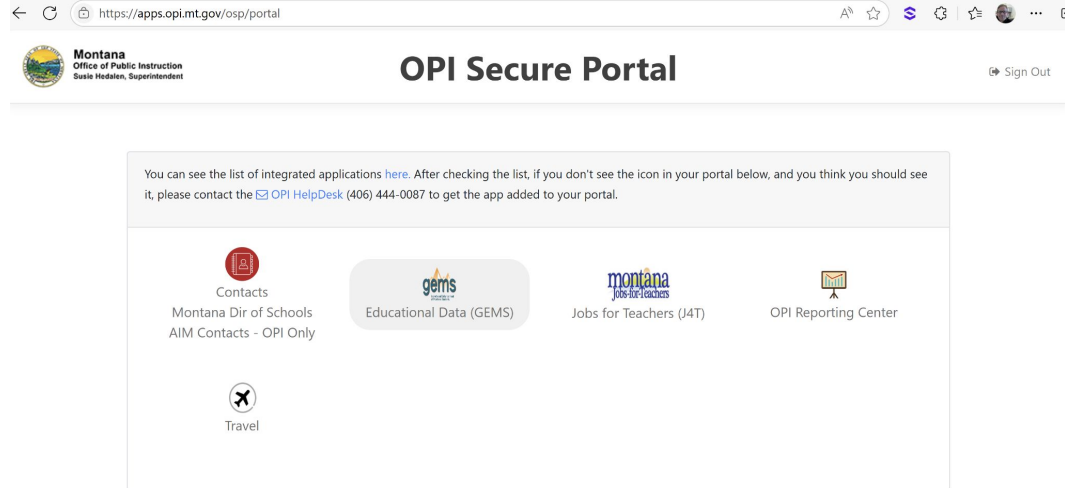 https://apps.opi.mt.gov/osp/portal
Montana
Office of Public Instruction
Susie Hedalen, Superintendent
OPI Secure Portal
Sign Out
You can see the list of integrated applications here. After checking the list, if you don't see the icon in your portal below, and you think you should see
it, please contact the OPI HelpDesk (406) 444-0087 to get the app added to your portal.
Contacts
Montana Dir of Schools
AIM Contacts - OPI Only
gems
Educational Data (GEMS)
montana
Jobs-for-Teachers
Jobs for Teachers (J4T)
OPI Reporting Center
Travel